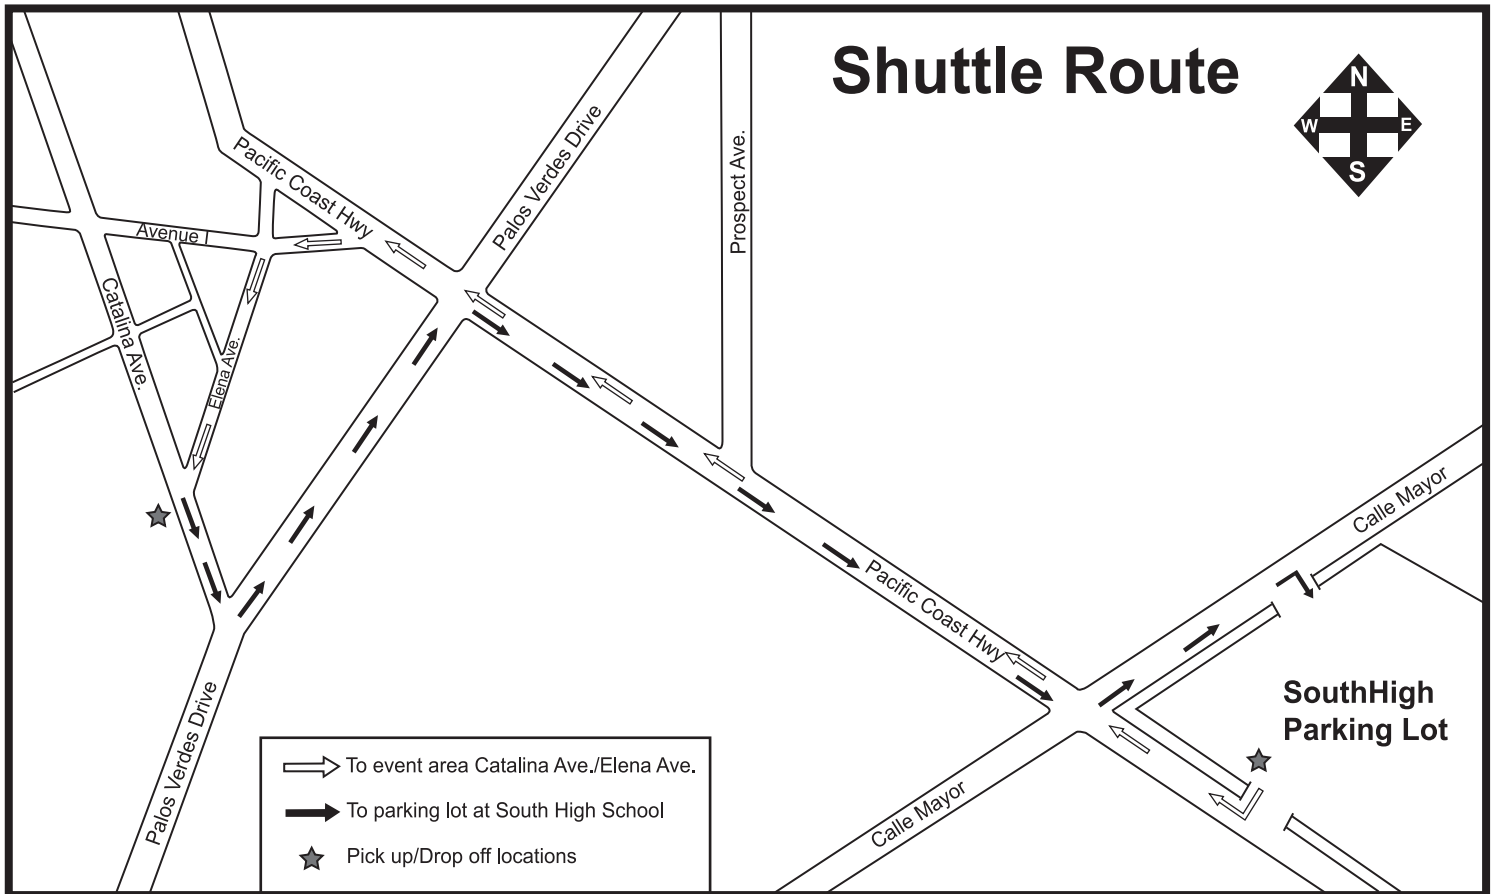 Shuttle Route
N
W
E
S
Pacific Coast Hwy
Palos Verdes Drive
Prospect Ave.
Avenue I
Catalina Ave.
Elena Ave.
Calle Mayor
Pacific Coast Hwy
SouthHigh
Parking Lot
Palos Verdes Drive
Calle Mayor
To event area Catalina Ave./Elena Ave.
To parking lot at South High School
Pick up/Drop off locations